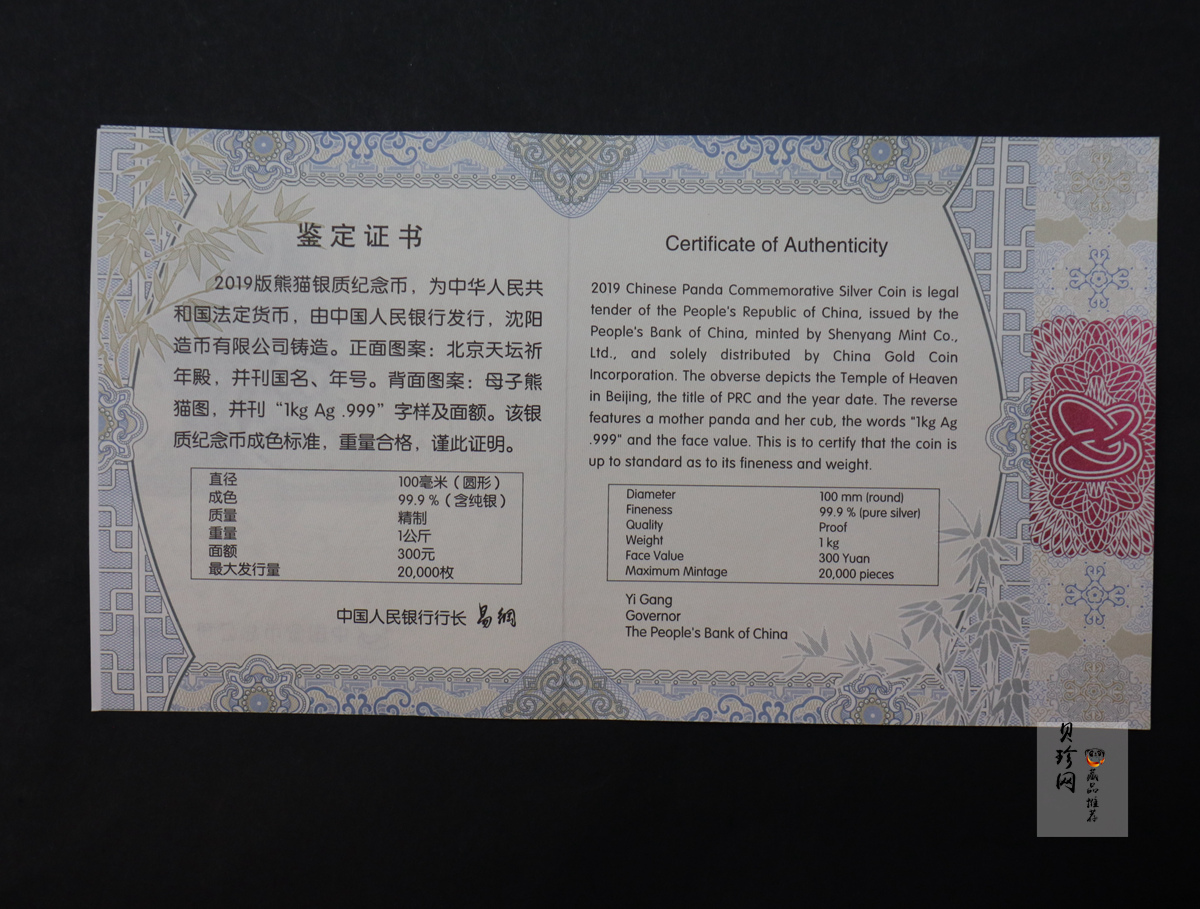 鉴定证书
2019版熊猫银质纪念币，为中华人民共
和国法定货币，由中国人民银行发行，沈阳
造币有限公司铸造。正面图案：北京天坛祈
年殿，并刊国名、年号。背面图案：母子熊
猫图，并刊“1kg Ag .999”字样及面额。该银
质纪念币成色标准，重量合格，谨此证明。
直径 100毫米（圆形）
成色 99.9 %（含纯银）
质量 精制
重量 1公斤
面额 300元
最大发行量 20,000枚
中国人民银行行长 易纲
Certificate of Authenticity
2019 Chinese Panda Commemorative Silver Coin is legal
tender of the People's Republic of China, issued by the
People's Bank of China, minted by Shenyang Mint Co.,
Ltd., and solely distributed by China Gold Coin
Incorporation. The obverse depicts the Temple of Heaven
in Beijing, the title of PRC and the year date. The reverse
features a mother panda and her cub, the words "1kg Ag
.999" and the face value. This is to certify that the coin is
up to standard as to its fineness and weight.
Diameter 100 mm (round)
Fineness 99.9 % (pure silver)
Quality Proof
Weight 1 kg
Face Value 300 Yuan
Maximum Mintage 20,000 pieces
Yi Gang
Governor
The People's Bank of China
贝珍网
藏品推荐